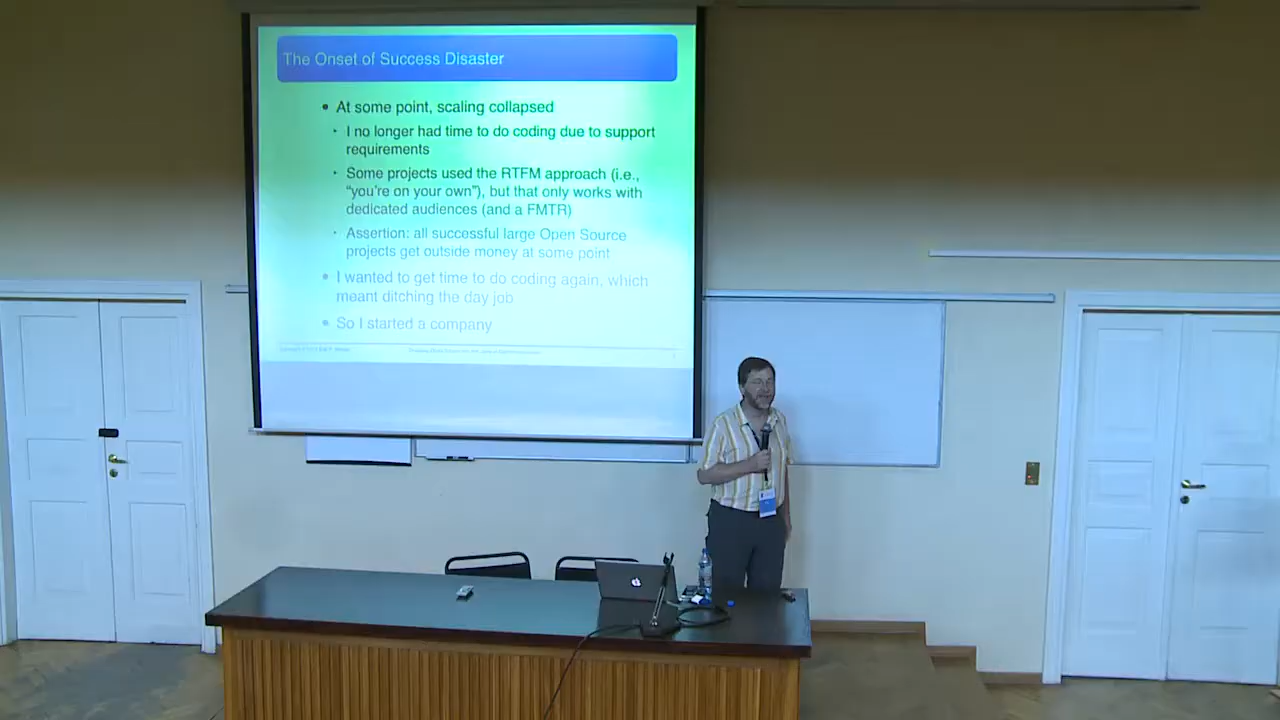 The Onset of Success Disaster
• At some point, scaling collapsed
I no longer had time to do coding due to support
requirements
Some projects used the RTFM approach (i.e.,
"you're on your own"), but that only works with
dedicated audiences (and a FMTR)
Assertion: all successful large Open Source
projects get outside money at some point
• I wanted to get time to do coding again, which
meant ditching the day job
• So I started a company